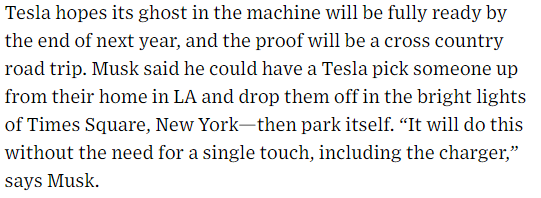 Tesla hopes its ghost in the machine will be fully ready by
the end of next year, and the proof will be a cross country
road trip. Musk said he could have a Tesla pick someone up
from their home in LA and drop them off in the bright lights
of Times Square, New York—then park itself. “It will do this
without the need for a single touch, including the charger,”
says Musk.